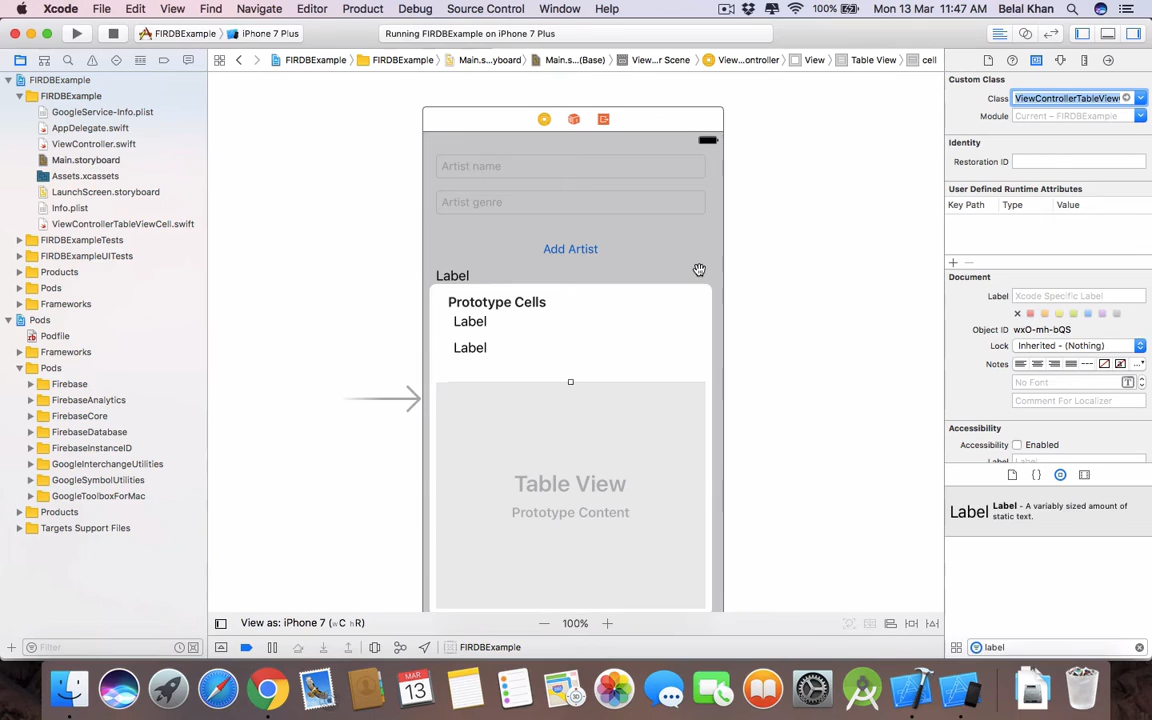 Xcode File Edit View Find Navigate Editor Product Debug Source Control Window Help 100% Mon 13 Mar 11:47 AM Belal Khan
FIRDBExample iPhone 7 Plus Running FIRDBExample on iPhone 7 Plus
FIRDBExample FIRDBExample Main.s...yboard Main.s...(Base) View...r Scene View...ontroller View Table View cell
FIRDBExample
FIRDBExample
GoogleService-Info.plist
AppDelegate.swift
ViewController.swift
Main.storyboard
Assets.xcassets
LaunchScreen.storyboard
Info.plist
ViewControllerTableViewCell.swift
FIRDBExampleTests
FIRDBExampleUITests
Products
Pods
Frameworks
Pods
Podfile
Frameworks
Pods
Firebase
FirebaseAnalytics
FirebaseCore
FirebaseDatabase
FirebaseInstanceID
GoogleInterchangeUtilities
GoogleSymbolUtilities
GoogleToolboxForMac
Products
Targets Support Files
Filter
Artist name
Artist genre
Add Artist
Label
Prototype Cells
Label
Label
Table View
Prototype Content
View as: iPhone 7 (wC hR) 100%
FIRDBExample
Custom Class
Class ViewControllerTableView
Module Current – FIRDBExample
Identity
Restoration ID
User Defined Runtime Attributes
Key Path Type Value
Document
Label Xcode Specific Label
Object ID wxO-mh-bQS
Lock Inherited - (Nothing)
Notes
No Font
Comment For Localizer
Accessibility
Accessibility Enabled
Label Label
Label Label - A variably sized amount of
static text.
label
MAR
13